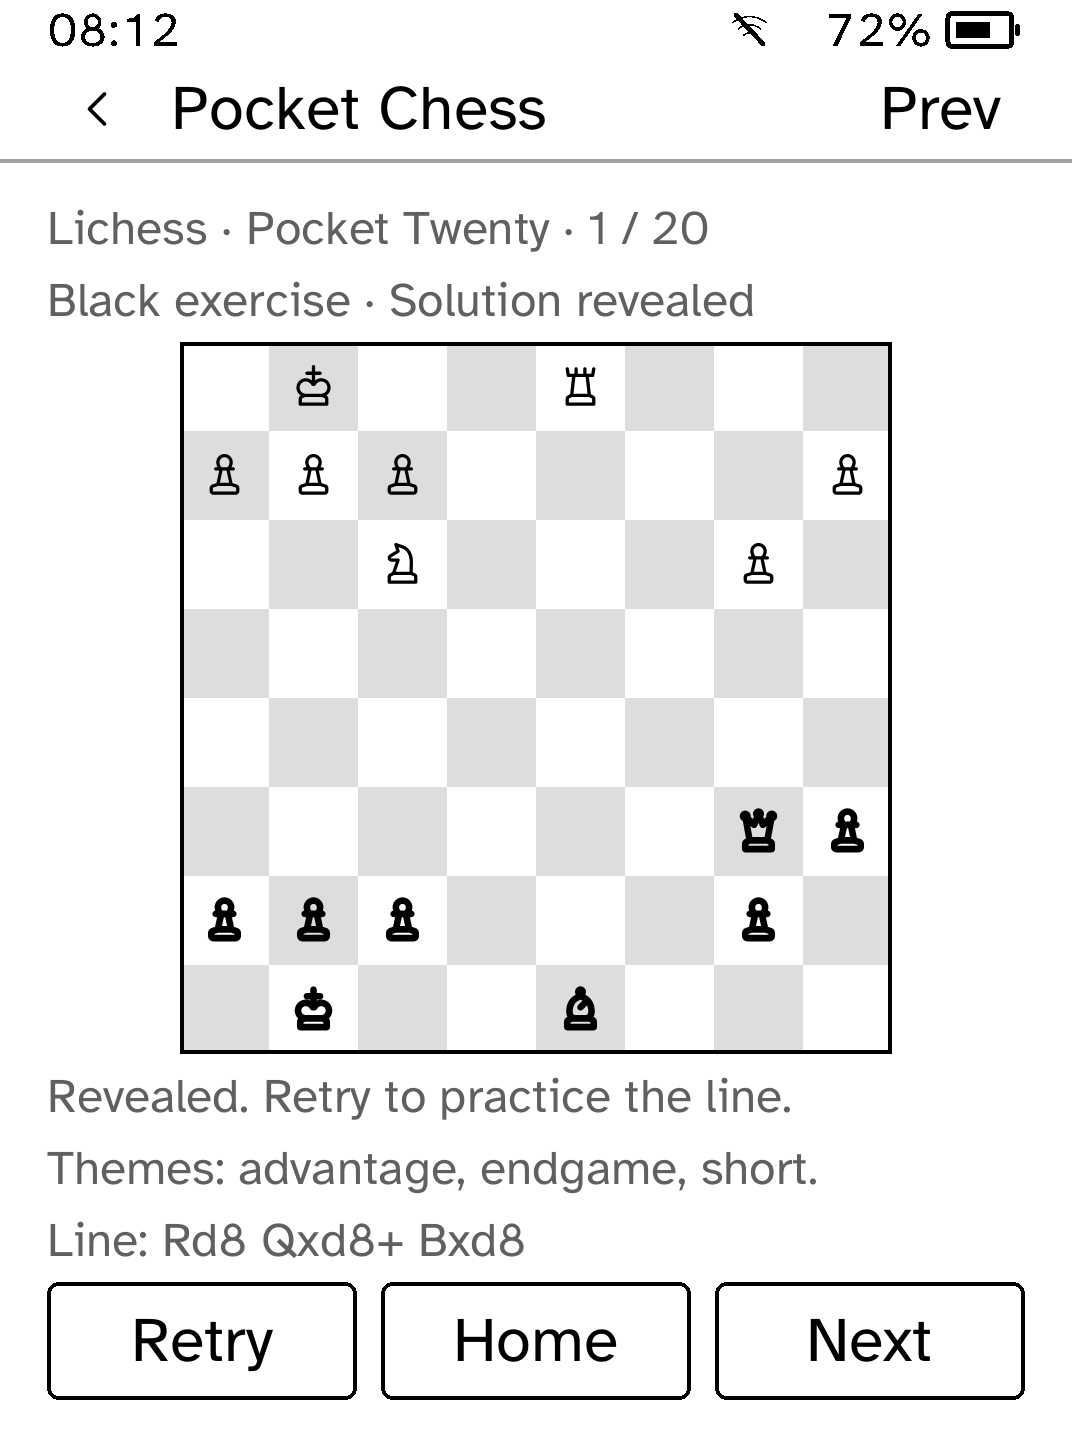 08:12 72%
Pocket Chess Prev
Lichess · Pocket Twenty · 1 / 20
Black exercise · Solution revealed
Revealed. Retry to practice the line.
Themes: advantage, endgame, short.
Line: Rd8 Qxd8+ Bxd8
Retry Home Next